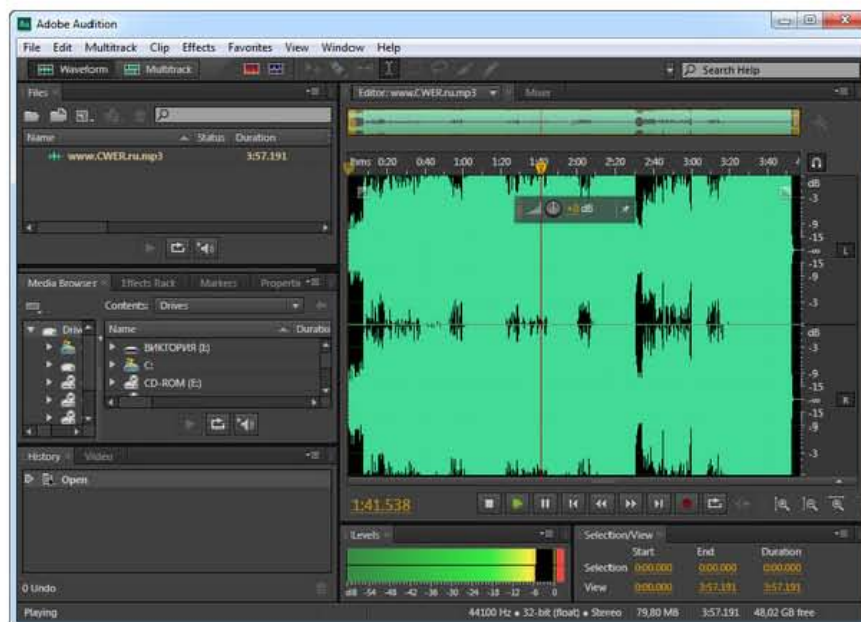 Adobe Audition
File Edit Multitrack Clip Effects Favorites View Window Help
Waveform Multitrack Search Help
Files
Name Status Duration
www.CWER.ru.mp3 3:57.191
Media Browser Effects Rack Markers Propertie
Contents: Drives
Driv
Name Duratio
ВИКТОРИЯ (I:)
C:
CD-ROM (E:)
History Video
Open
0 Undo
Playing
Editor: www.CWER.ru.mp3 Mixer
hms 0:20 0:40 1:00 1:20 1:40 2:00 2:20 2:40 3:00 3:20 3:40
+0 dB
dB
-3
-9
-15
-∞ L
-15
-9
-3
dB
-3
-9
-15
-∞ R
-15
-9
-3
1:41.538
Levels
dB -54 -48 -42 -36 -30 -24 -18 -12 -6 0
Selection/View
Start End Duration
Selection 0:00.000 0:00.000 0:00.000
View 0:00.000 3:57.191 3:57.191
44100 Hz • 32-bit (float) • Stereo 79,80 MB 3:57.191 48,02 GB free